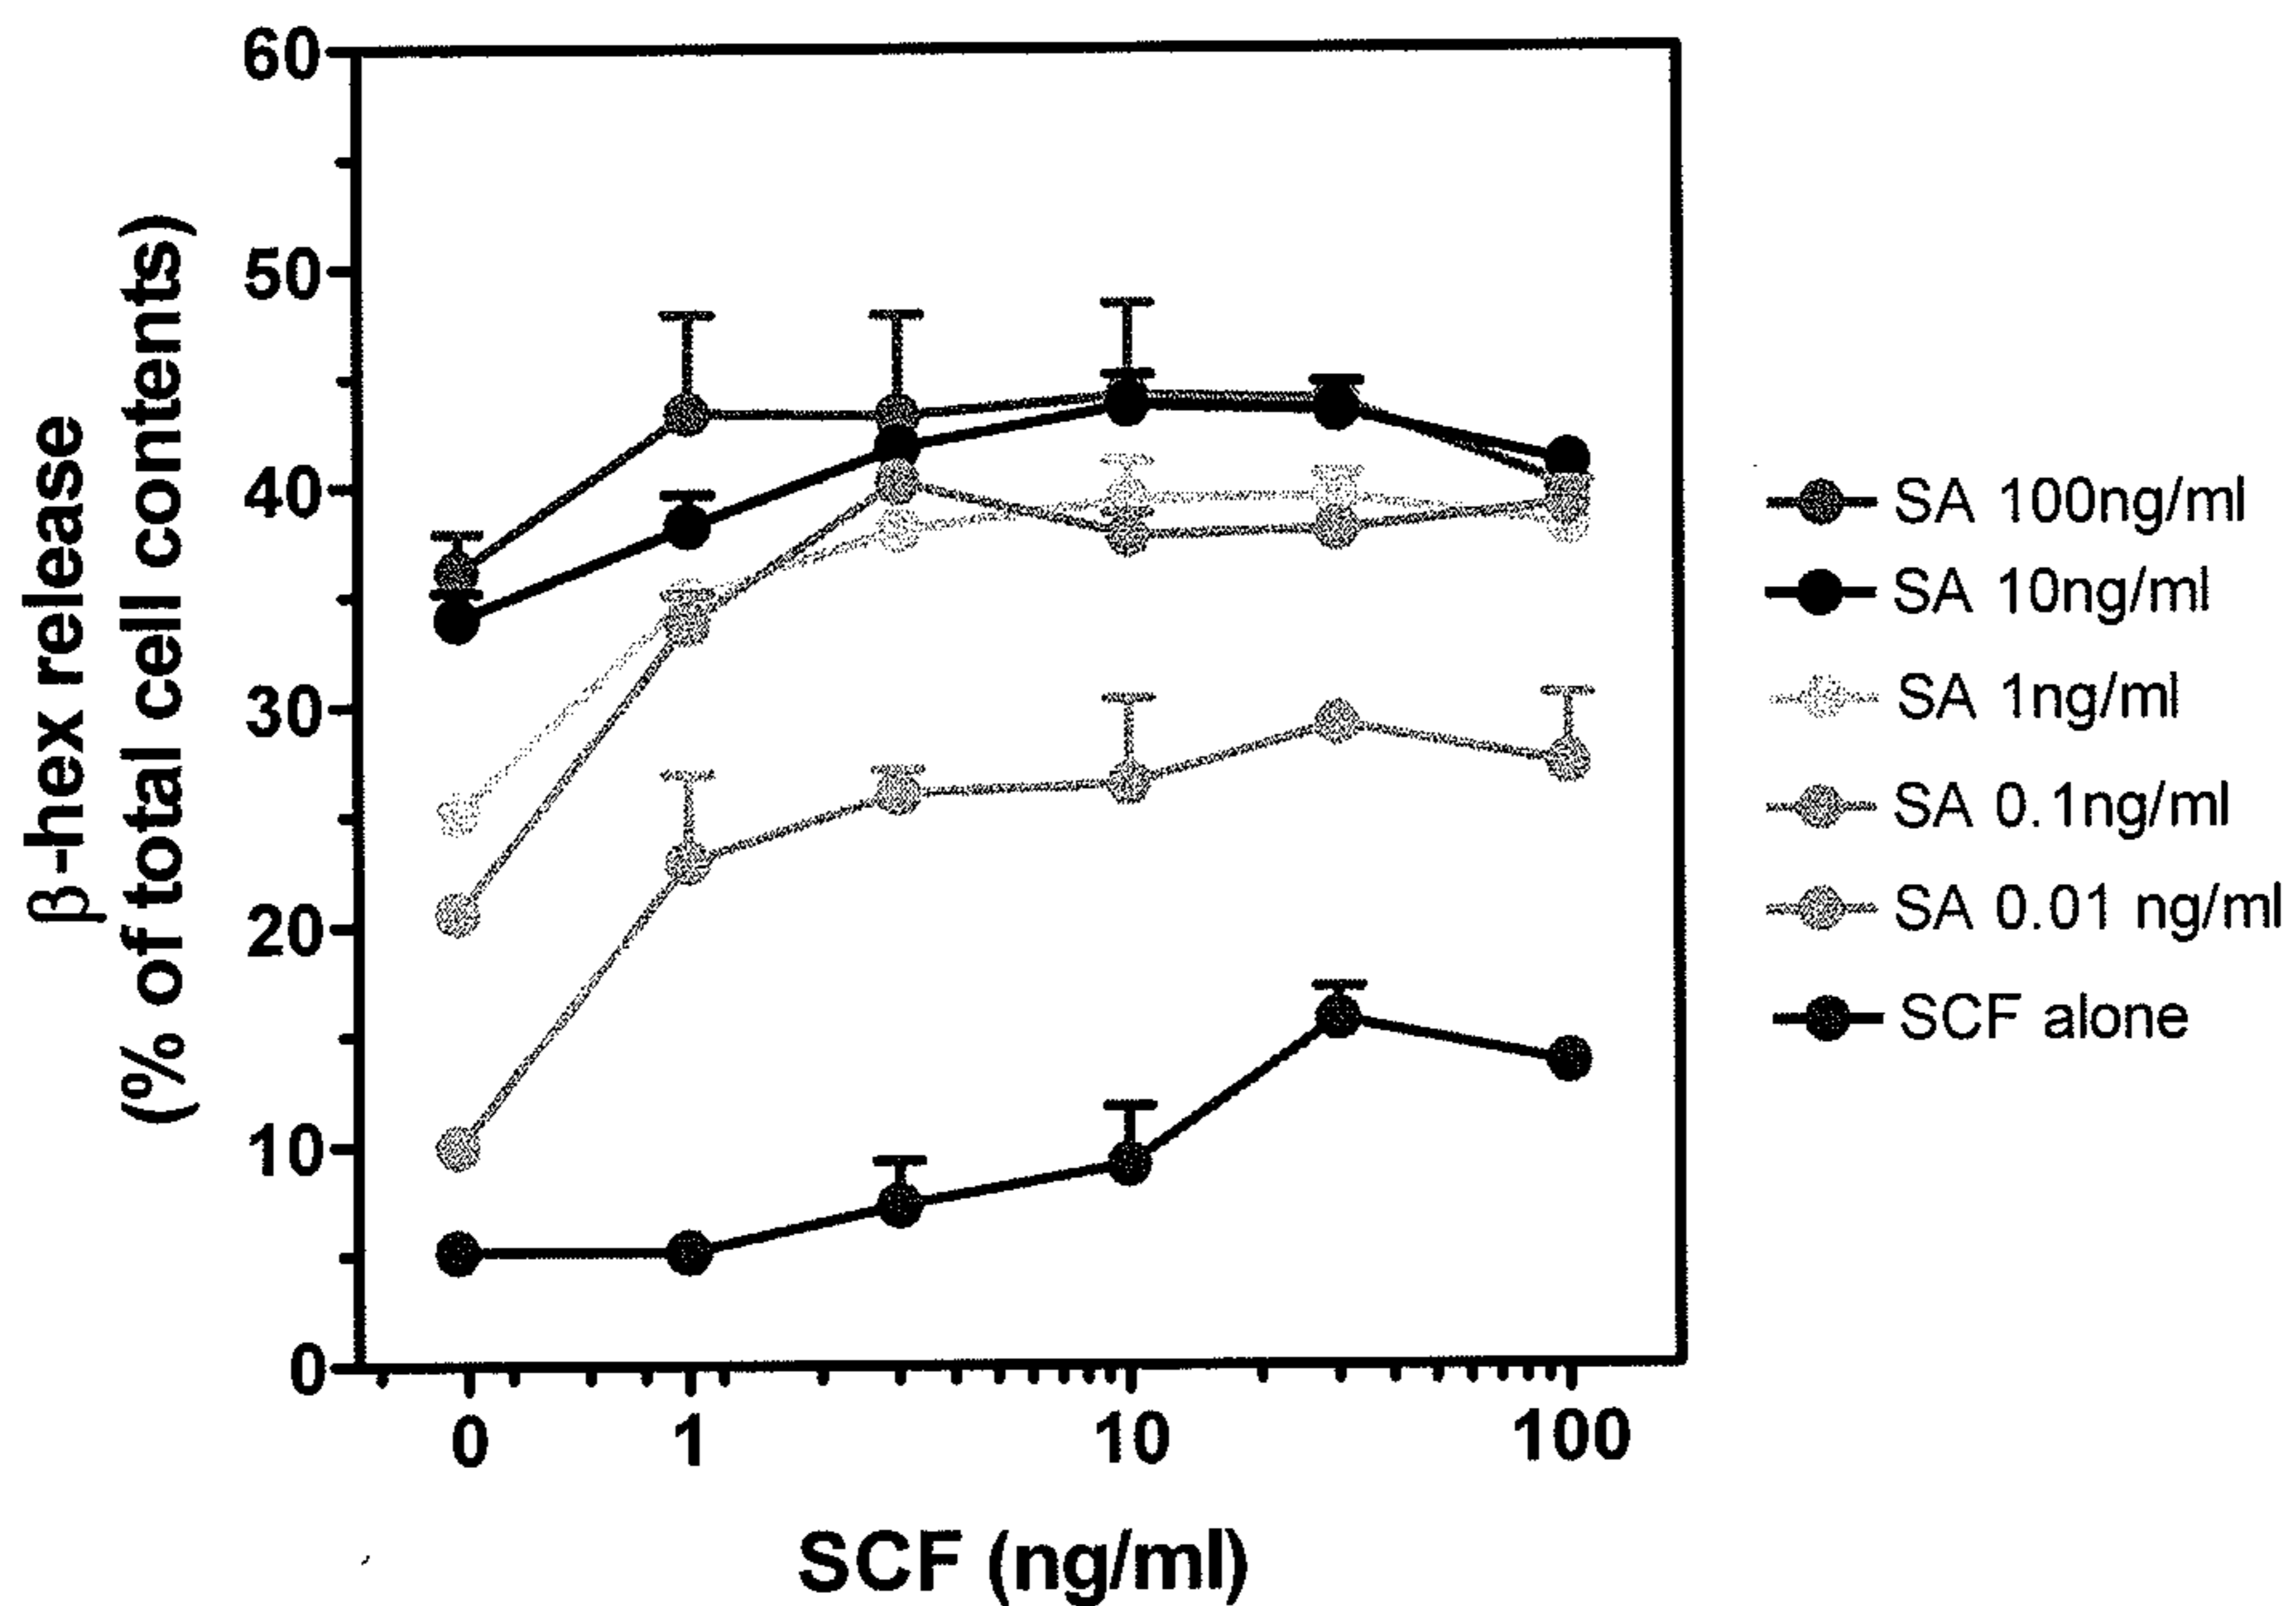 60
50
40
30
20
10
0
β-hex release
(% of total cell contents)
0 1 10 100
SCF (ng/ml)
SA 100ng/ml
SA 10ng/ml
SA 1ng/ml
SA 0.1ng/ml
SA 0.01 ng/ml
SCF alone